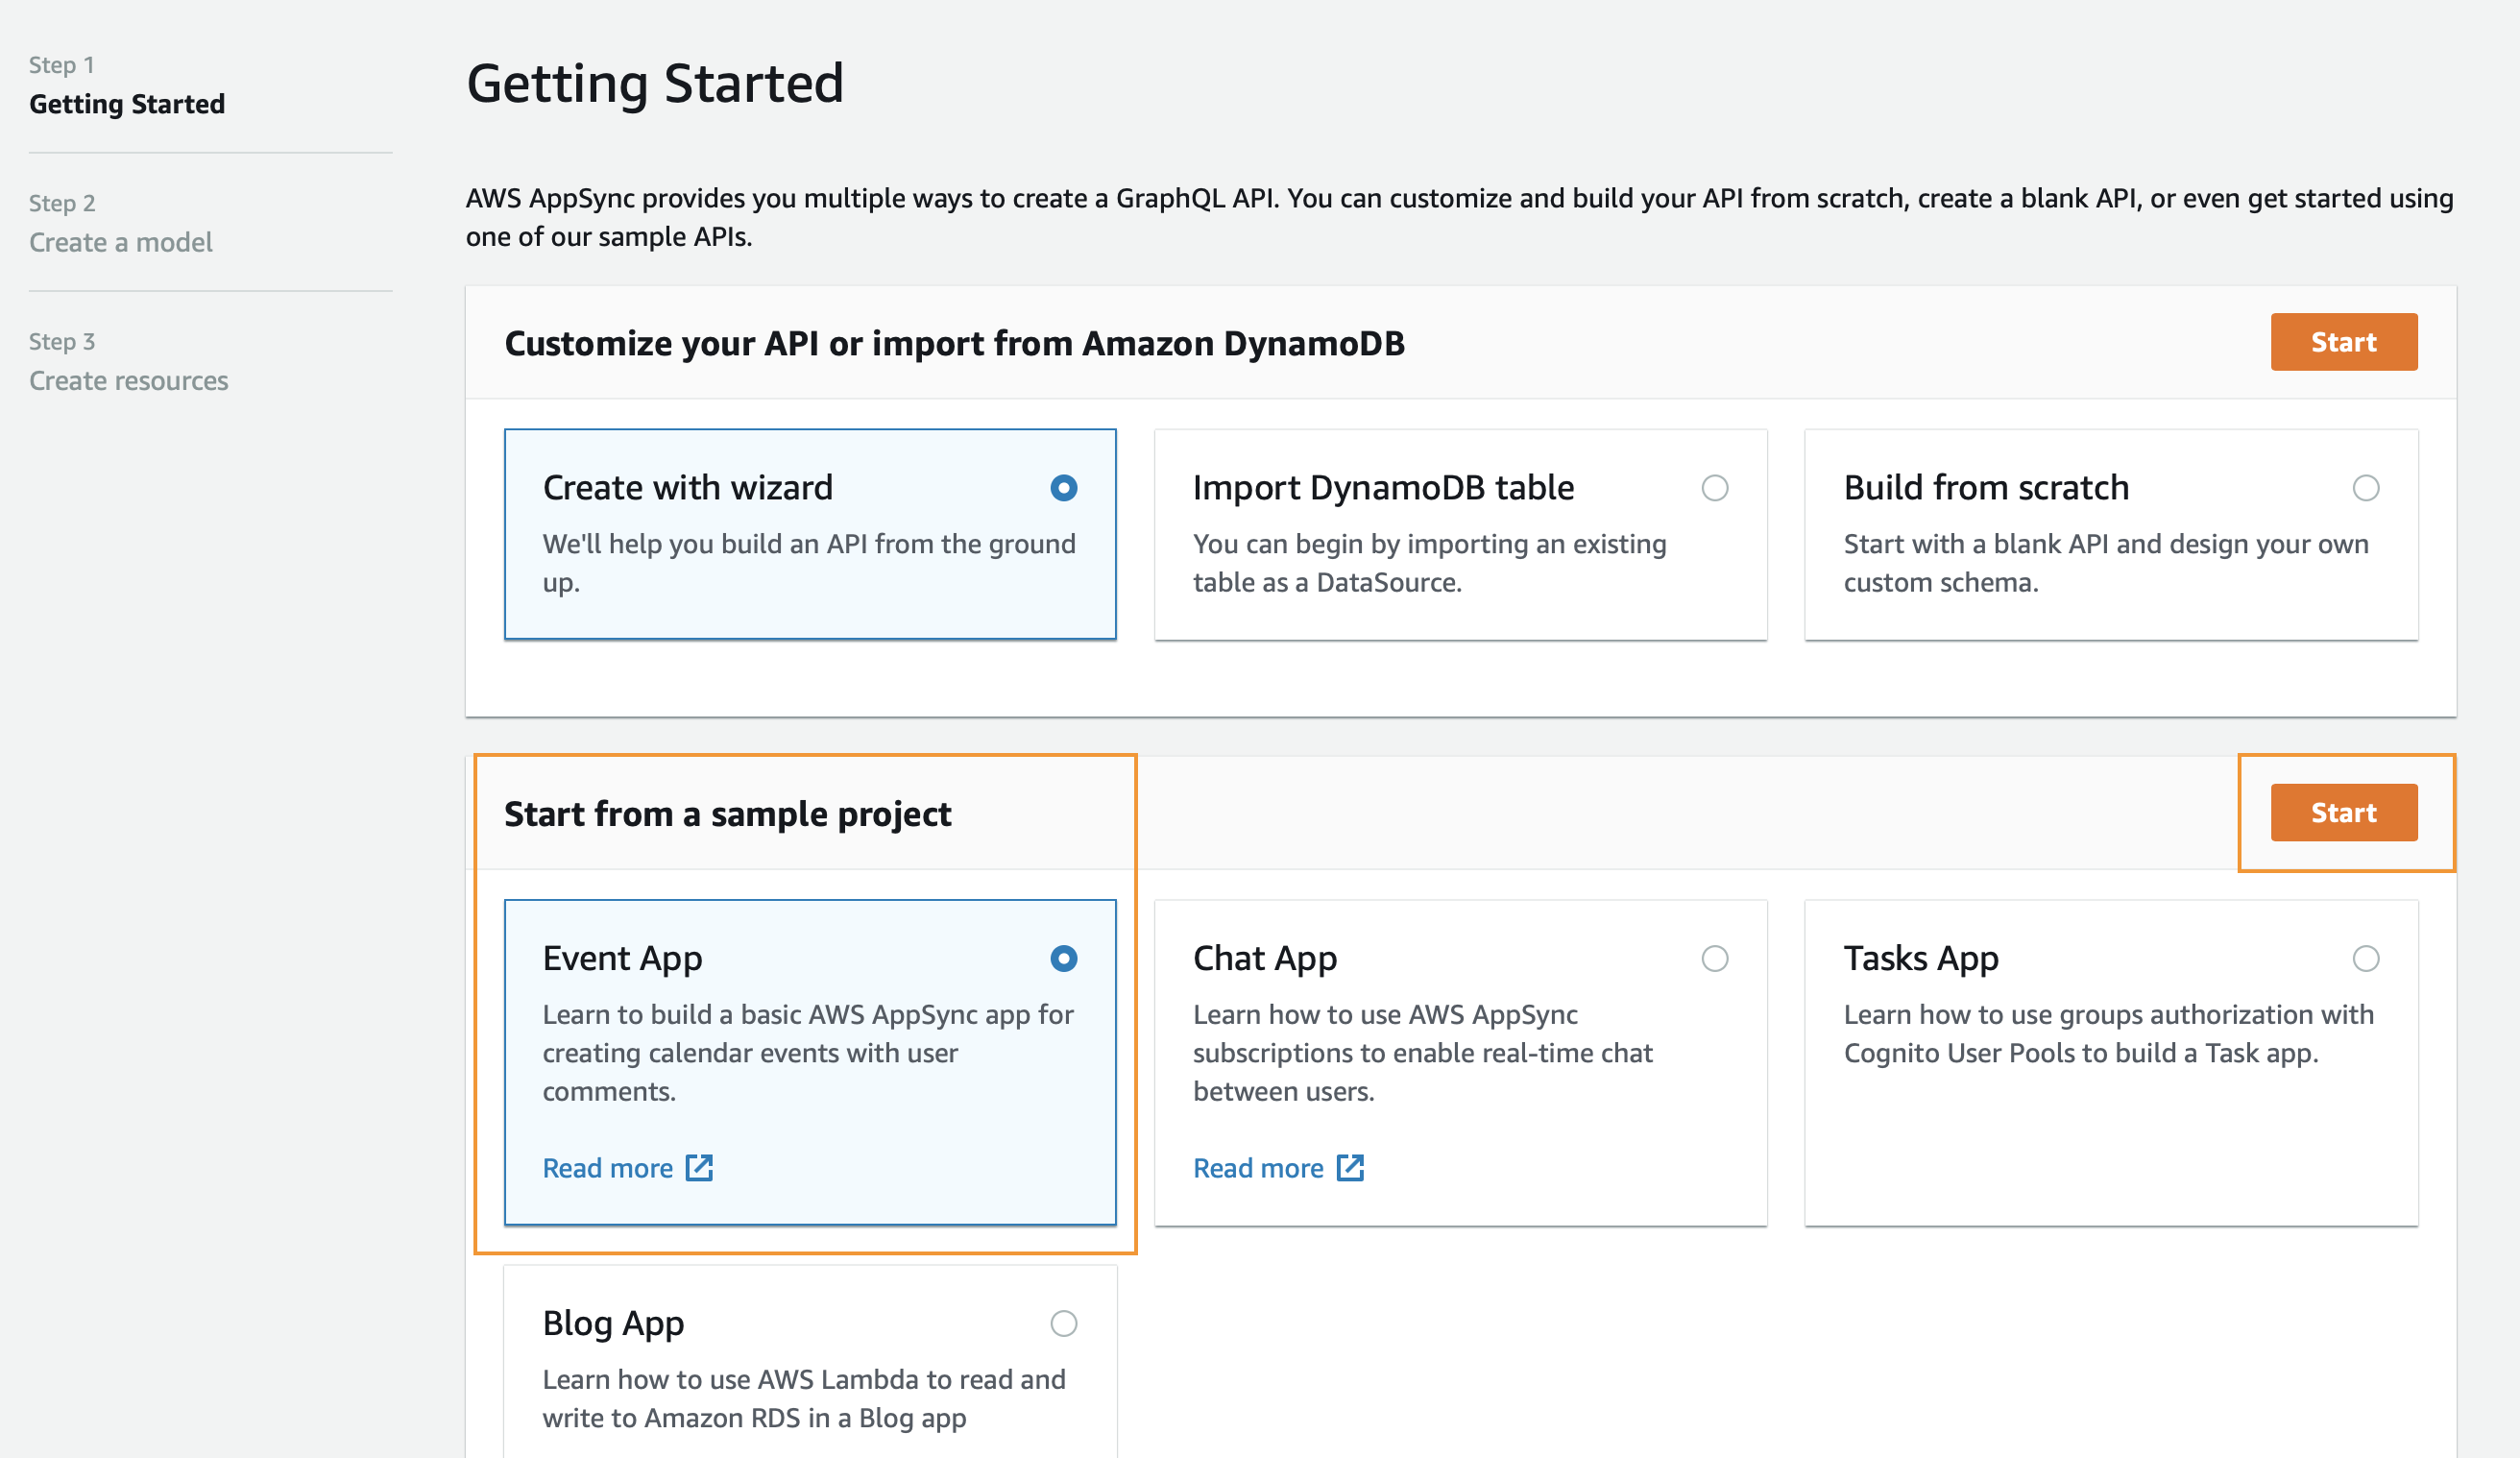 Step 1
Getting Started
Step 2
Create a model
Step 3
Create resources
Getting Started
AWS AppSync provides you multiple ways to create a GraphQL API. You can customize and build your API from scratch, create a blank API, or even get started using
one of our sample APIs.
Customize your API or import from Amazon DynamoDB
Start
Create with wizard
We'll help you build an API from the ground
up.
Import DynamoDB table
You can begin by importing an existing
table as a DataSource.
Build from scratch
Start with a blank API and design your own
custom schema.
Start from a sample project
Start
Event App
Learn to build a basic AWS AppSync app for
creating calendar events with user
comments.
Read more
Chat App
Learn how to use AWS AppSync
subscriptions to enable real-time chat
between users.
Read more
Tasks App
Learn how to use groups authorization with
Cognito User Pools to build a Task app.
Blog App
Learn how to use AWS Lambda to read and
write to Amazon RDS in a Blog app